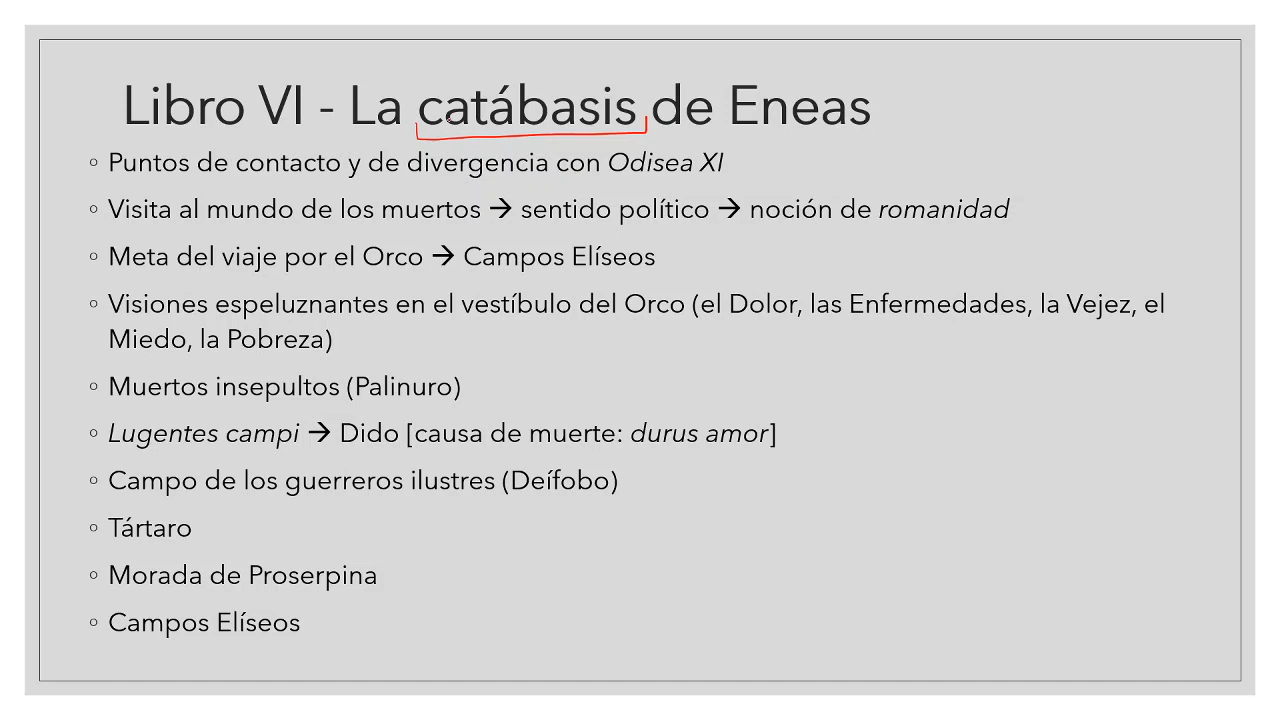 Libro VI - La catábasis de Eneas
◦ Puntos de contacto y de divergencia con Odisea XI
◦ Visita al mundo de los muertos → sentido político → noción de romanidad
◦ Meta del viaje por el Orco → Campos Elíseos
◦ Visiones espeluznantes en el vestíbulo del Orco (el Dolor, las Enfermedades, la Vejez, el
Miedo, la Pobreza)
◦ Muertos insepultos (Palinuro)
◦ Lugentes campi → Dido [causa de muerte: durus amor]
◦ Campo de los guerreros ilustres (Deífobo)
◦ Tártaro
◦ Morada de Proserpina
◦ Campos Elíseos